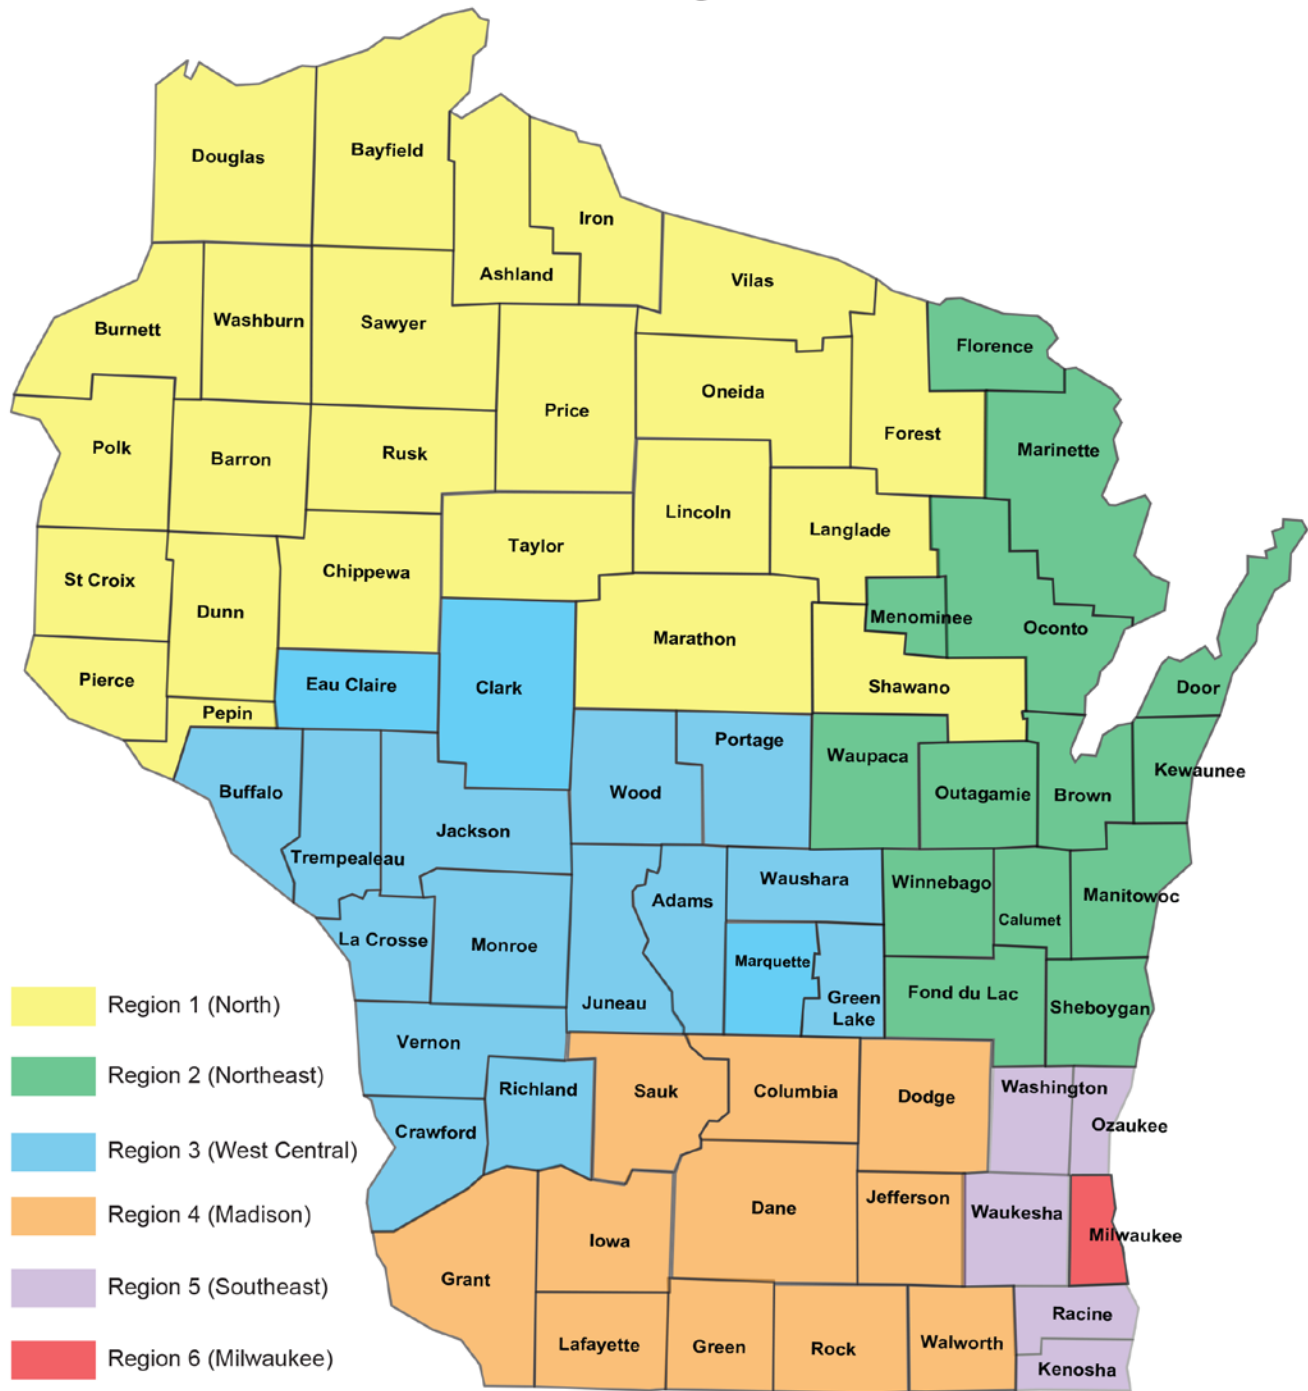 Douglas
Bayfield
Iron
Ashland
Vilas
Burnett
Washburn
Sawyer
Florence
Price
Oneida
Forest
Marinette
Polk
Barron
Rusk
Lincoln
Langlade
Taylor
St Croix
Chippewa
Dunn
Menominee
Oconto
Marathon
Pierce
Eau Claire
Clark
Shawano
Door
Pepin
Portage
Waupaca
Kewaunee
Buffalo
Wood
Outagamie
Brown
Jackson
Trempealeau
Waushara
Winnebago
Adams
Manitowoc
Calumet
La Crosse
Monroe
Marquette
Juneau
Green
Lake
Fond du Lac
Sheboygan
Vernon
Richland
Sauk
Columbia
Dodge
Washington
Crawford
Ozaukee
Dane
Jefferson
Waukesha
Iowa
Milwaukee
Grant
Lafayette
Green
Rock
Walworth
Racine
Kenosha
Region 1 (North)
Region 2 (Northeast)
Region 3 (West Central)
Region 4 (Madison)
Region 5 (Southeast)
Region 6 (Milwaukee)